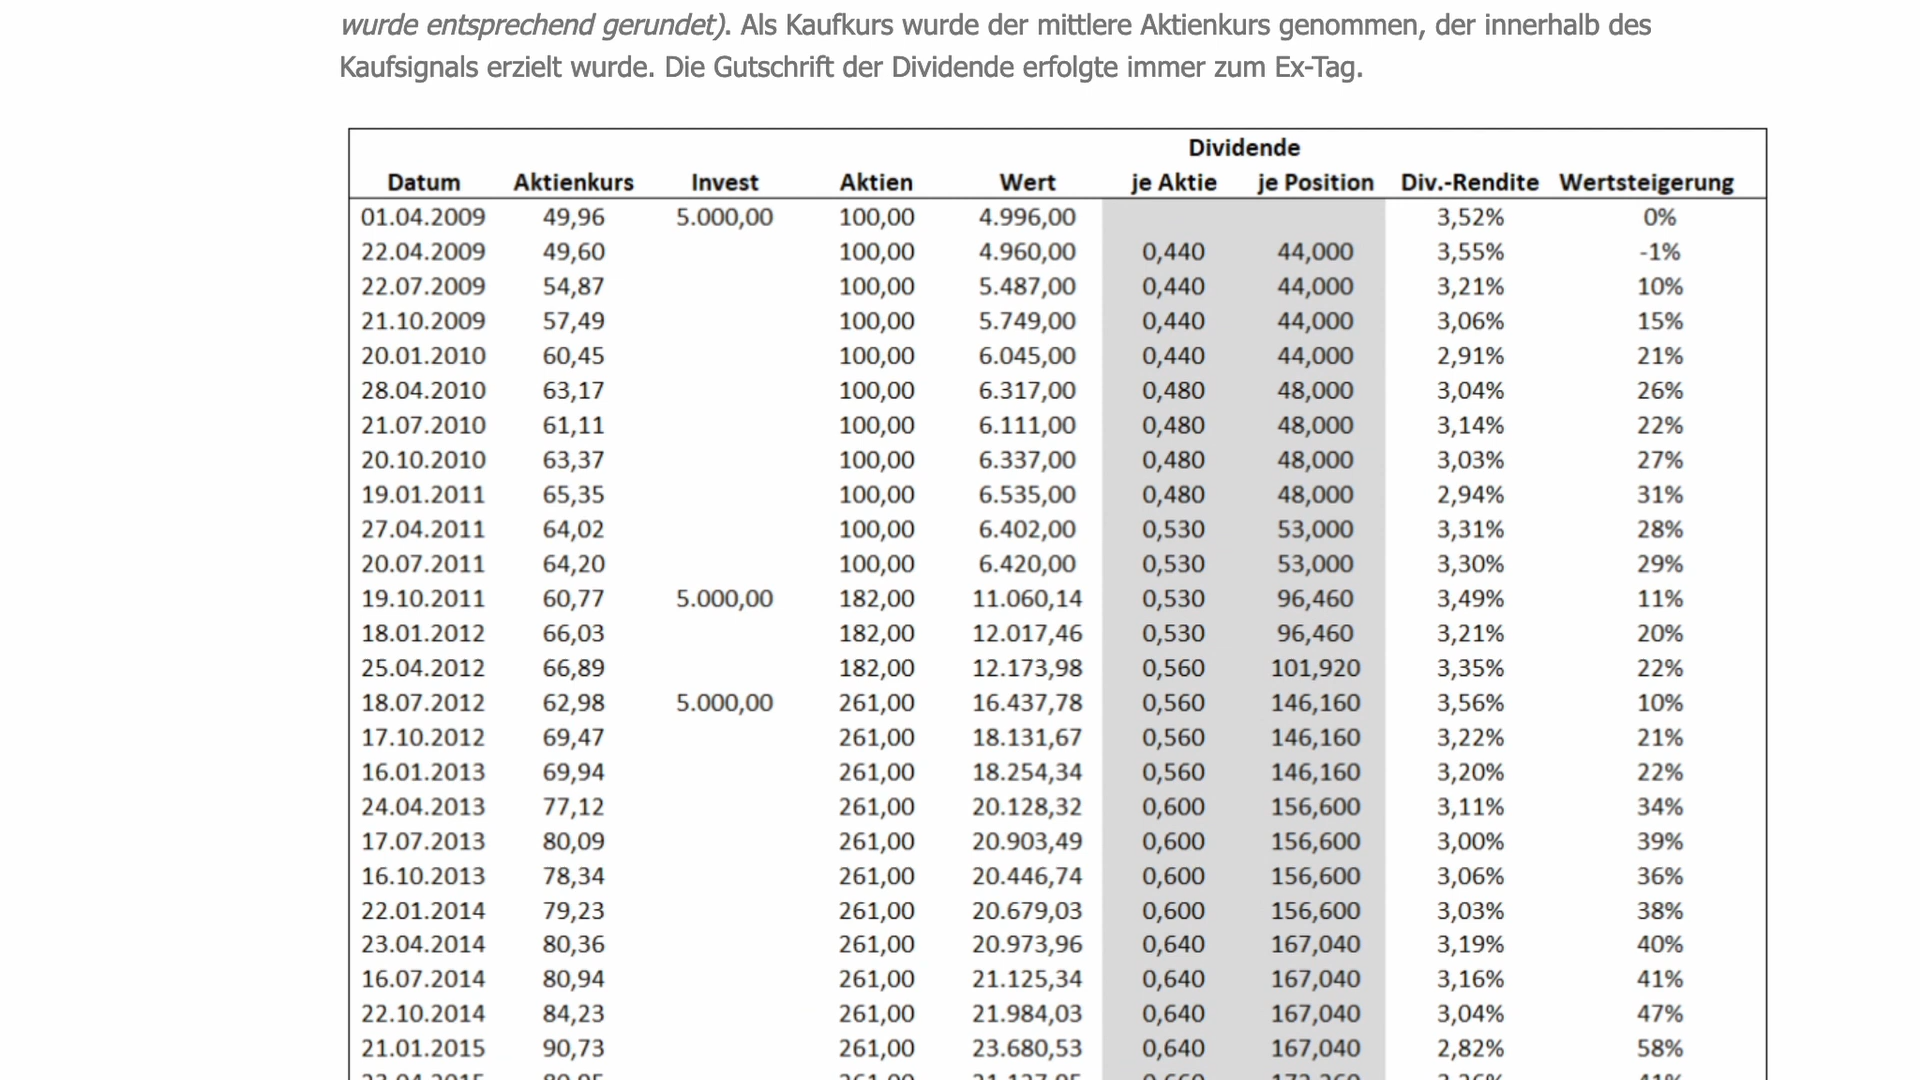 wurde entsprechend gerundet). Als Kaufkurs wurde der mittlere Aktienkurs genommen, der innerhalb des
Kaufsignals erzielt wurde. Die Gutschrift der Dividende erfolgte immer zum Ex-Tag.
Dividende
Datum Aktienkurs Invest Aktien Wert je Aktie je Position Div.-Rendite Wertsteigerung
01.04.2009 49,96 5.000,00 100,00 4.996,00 3,52% 0%
22.04.2009 49,60 100,00 4.960,00 0,440 44,000 3,55% -1%
22.07.2009 54,87 100,00 5.487,00 0,440 44,000 3,21% 10%
21.10.2009 57,49 100,00 5.749,00 0,440 44,000 3,06% 15%
20.01.2010 60,45 100,00 6.045,00 0,440 44,000 2,91% 21%
28.04.2010 63,17 100,00 6.317,00 0,480 48,000 3,04% 26%
21.07.2010 61,11 100,00 6.111,00 0,480 48,000 3,14% 22%
20.10.2010 63,37 100,00 6.337,00 0,480 48,000 3,03% 27%
19.01.2011 65,35 100,00 6.535,00 0,480 48,000 2,94% 31%
27.04.2011 64,02 100,00 6.402,00 0,530 53,000 3,31% 28%
20.07.2011 64,20 100,00 6.420,00 0,530 53,000 3,30% 29%
19.10.2011 60,77 5.000,00 182,00 11.060,14 0,530 96,460 3,49% 11%
18.01.2012 66,03 182,00 12.017,46 0,530 96,460 3,21% 20%
25.04.2012 66,89 182,00 12.173,98 0,560 101,920 3,35% 22%
18.07.2012 62,98 5.000,00 261,00 16.437,78 0,560 146,160 3,56% 10%
17.10.2012 69,47 261,00 18.131,67 0,560 146,160 3,22% 21%
16.01.2013 69,94 261,00 18.254,34 0,560 146,160 3,20% 22%
24.04.2013 77,12 261,00 20.128,32 0,600 156,600 3,11% 34%
17.07.2013 80,09 261,00 20.903,49 0,600 156,600 3,00% 39%
16.10.2013 78,34 261,00 20.446,74 0,600 156,600 3,06% 36%
22.01.2014 79,23 261,00 20.679,03 0,600 156,600 3,03% 38%
23.04.2014 80,36 261,00 20.973,96 0,640 167,040 3,19% 40%
16.07.2014 80,94 261,00 21.125,34 0,640 167,040 3,16% 41%
22.10.2014 84,23 261,00 21.984,03 0,640 167,040 3,04% 47%
21.01.2015 90,73 261,00 23.680,53 0,640 167,040 2,82% 58%